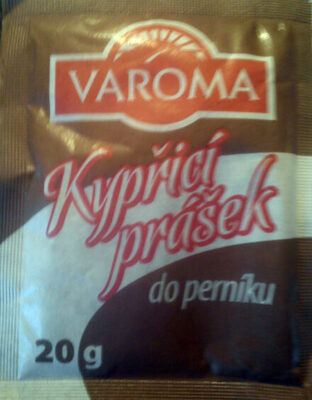 VAROMA
Kypřicí
prášek
do perníku
20 g